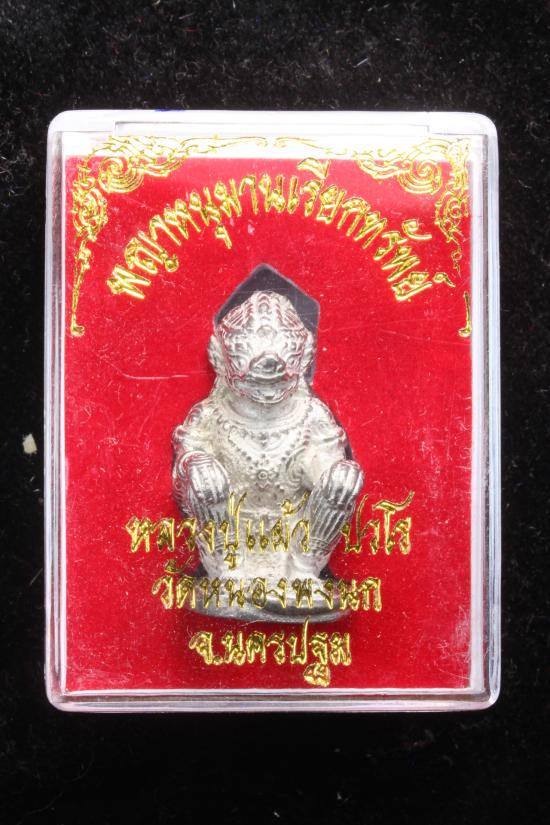 พญาหนุมานเรียกทรัพย์
หลวงปู่แผ้ว ปวโร
วัดหนองพงนก
จ.นครปฐม